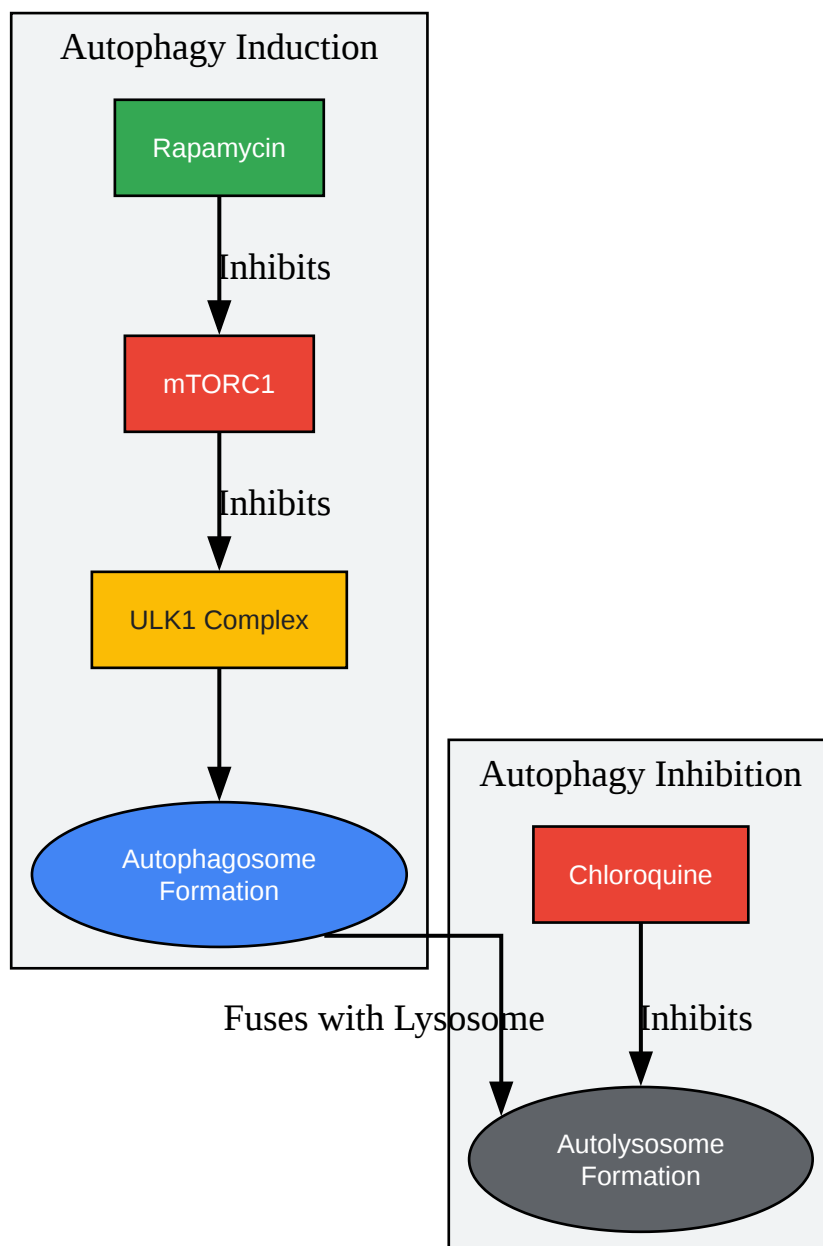 Autophagy Induction
Rapamycin
Inhibits
mTORC1
Inhibits
ULK1 Complex
Autophagosome
Formation
Autophagy Inhibition
Chloroquine
Fuses with Lysosome
Inhibits
Autolysosome
Formation